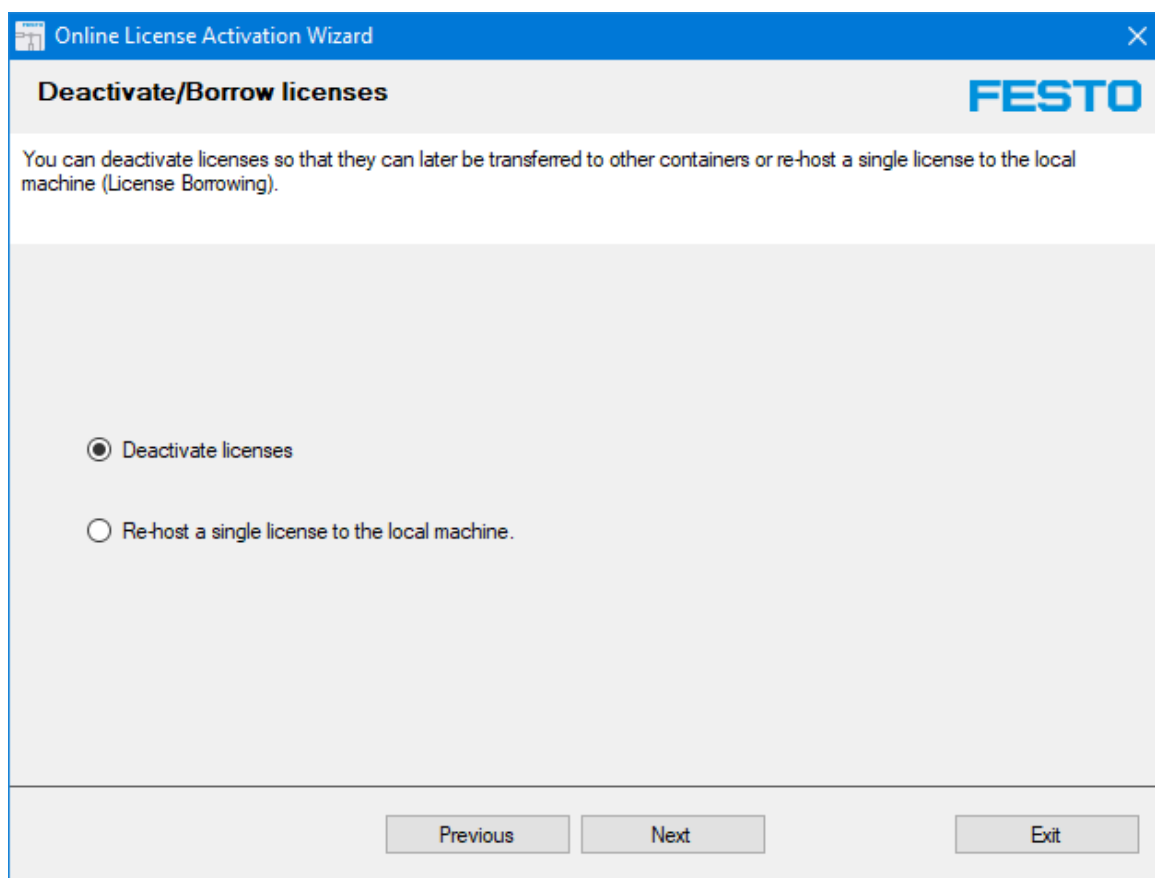 Online License Activation Wizard
Deactivate/Borrow licenses
FESTO
You can deactivate licenses so that they can later be transferred to other containers or re-host a single license to the local
machine (License Borrowing).
Deactivate licenses
Re-host a single license to the local machine.
Previous Next Exit